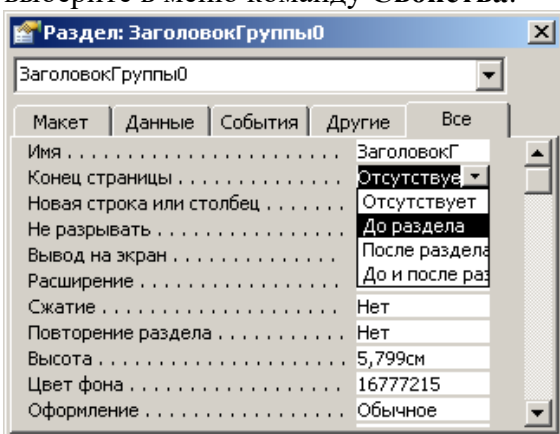 выберите в меню команду Свойства.
Раздел: ЗаголовокГруппы0
ЗаголовокГруппы0
Макет Данные События Другие Все
Имя . . . . . . . . . . . . . . . . . . . . . . . . ЗаголовокГ
Конец страницы . . . . . . . . . . . . . Отсутствуе
Новая строка или столбец . . . . . . . Отсутствует
Не разрывать . . . . . . . . . . . . . . . До раздела
Вывод на экран . . . . . . . . . . . . . . После раздела
Расширение . . . . . . . . . . . . . . . . . До и после раз
Сжатие . . . . . . . . . . . . . . . . . . . . . Нет
Повторение раздела . . . . . . . . . . . Нет
Высота . . . . . . . . . . . . . . . . . . . . . 5,799см
Цвет фона . . . . . . . . . . . . . . . . . . 16777215
Оформление . . . . . . . . . . . . . . . . . Обычное